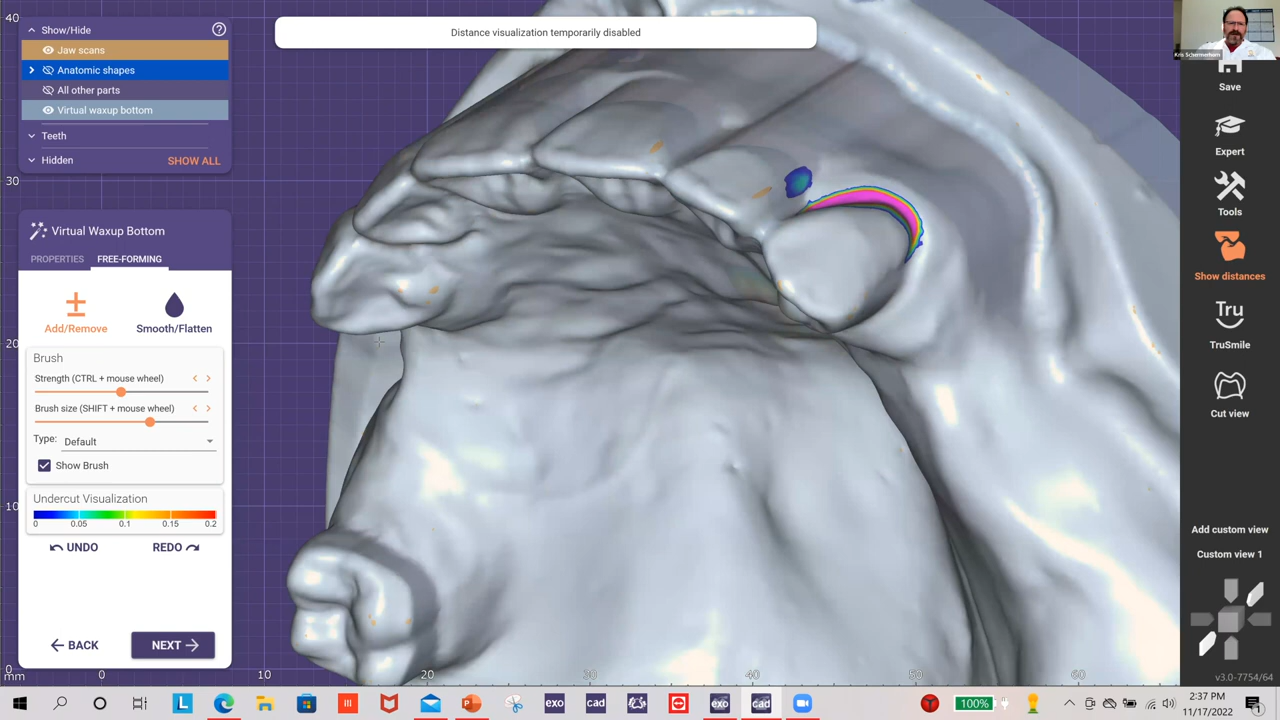 40
Show/Hide
Jaw scans
Anatomic shapes
All other parts
Virtual waxup bottom
Teeth
Hidden SHOW ALL
Distance visualization temporarily disabled
Kris Schermerhorn
30
Virtual Waxup Bottom
PROPERTIES FREE-FORMING
Add/Remove Smooth/Flatten
20
Brush
Strength (CTRL + mouse wheel)
Brush size (SHIFT + mouse wheel)
Type: Default
Show Brush
Undercut Visualization
10
0 0.05 0.1 0.15 0.2
UNDO REDO
BACK NEXT
0
mm 0 10 20 30 40 50 60
Save
Expert
Tools
Show distances
TruSmile
Cut view
Add custom view
Custom view 1
v3.0-7754/64
L exo cad exo cad
100%
2:37 PM
11/17/2022